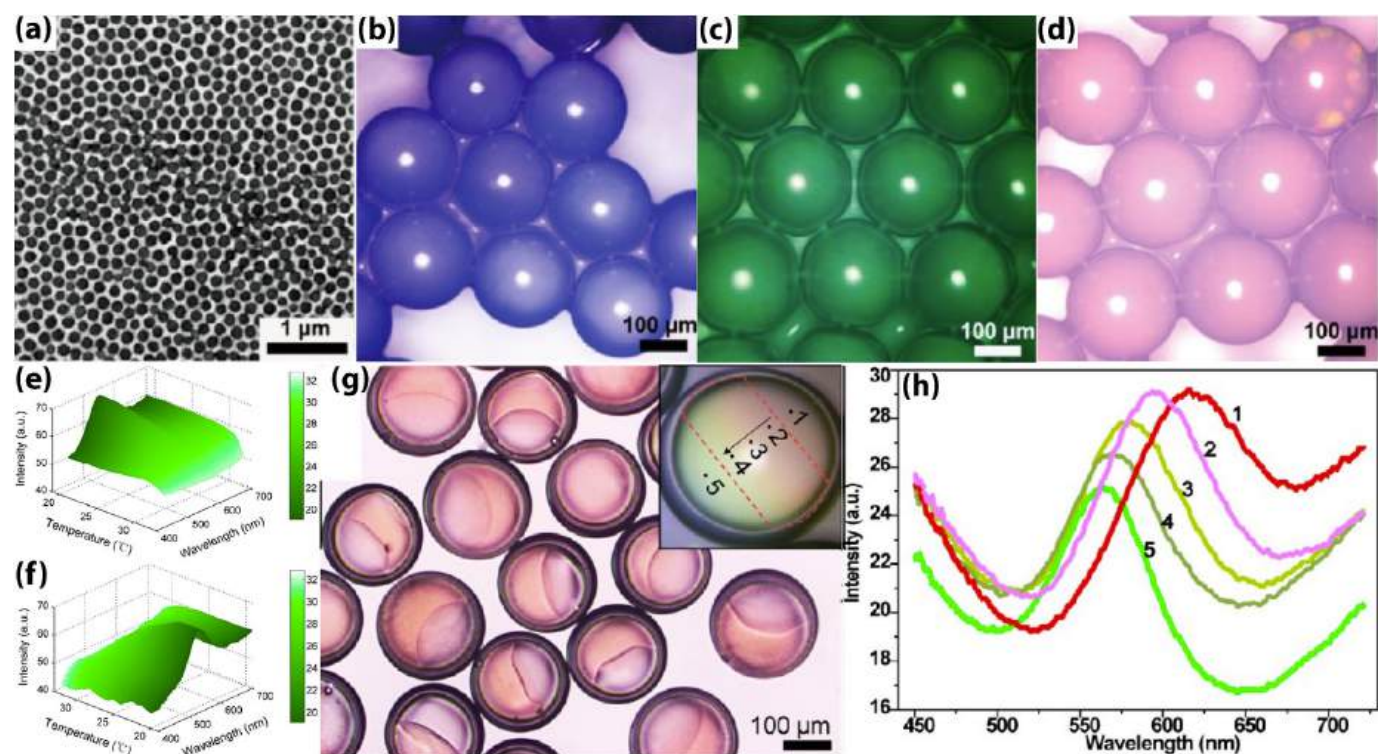 (a)
1 μm
(b)
100 μm
(c)
100 μm
(d)
100 μm
(e)
Intensity (a.u.)
70
60
50
40
20
25
30
Temperature (℃)
400
500
600
700
Wavelength (nm)
32
30
28
26
24
22
20
(f)
Intensity (a.u.)
70
60
50
40
30
25
20
Temperature (℃)
400
500
600
700
Wavelength (nm)
32
30
28
26
24
22
20
(g)
.1
.2
.3
.4
.5
100 μm
(h)
Intensity (a.u.)
30
28
26
24
22
20
18
16
1
2
3
4
5
450
500
550
600
650
700
Wavelength (nm)